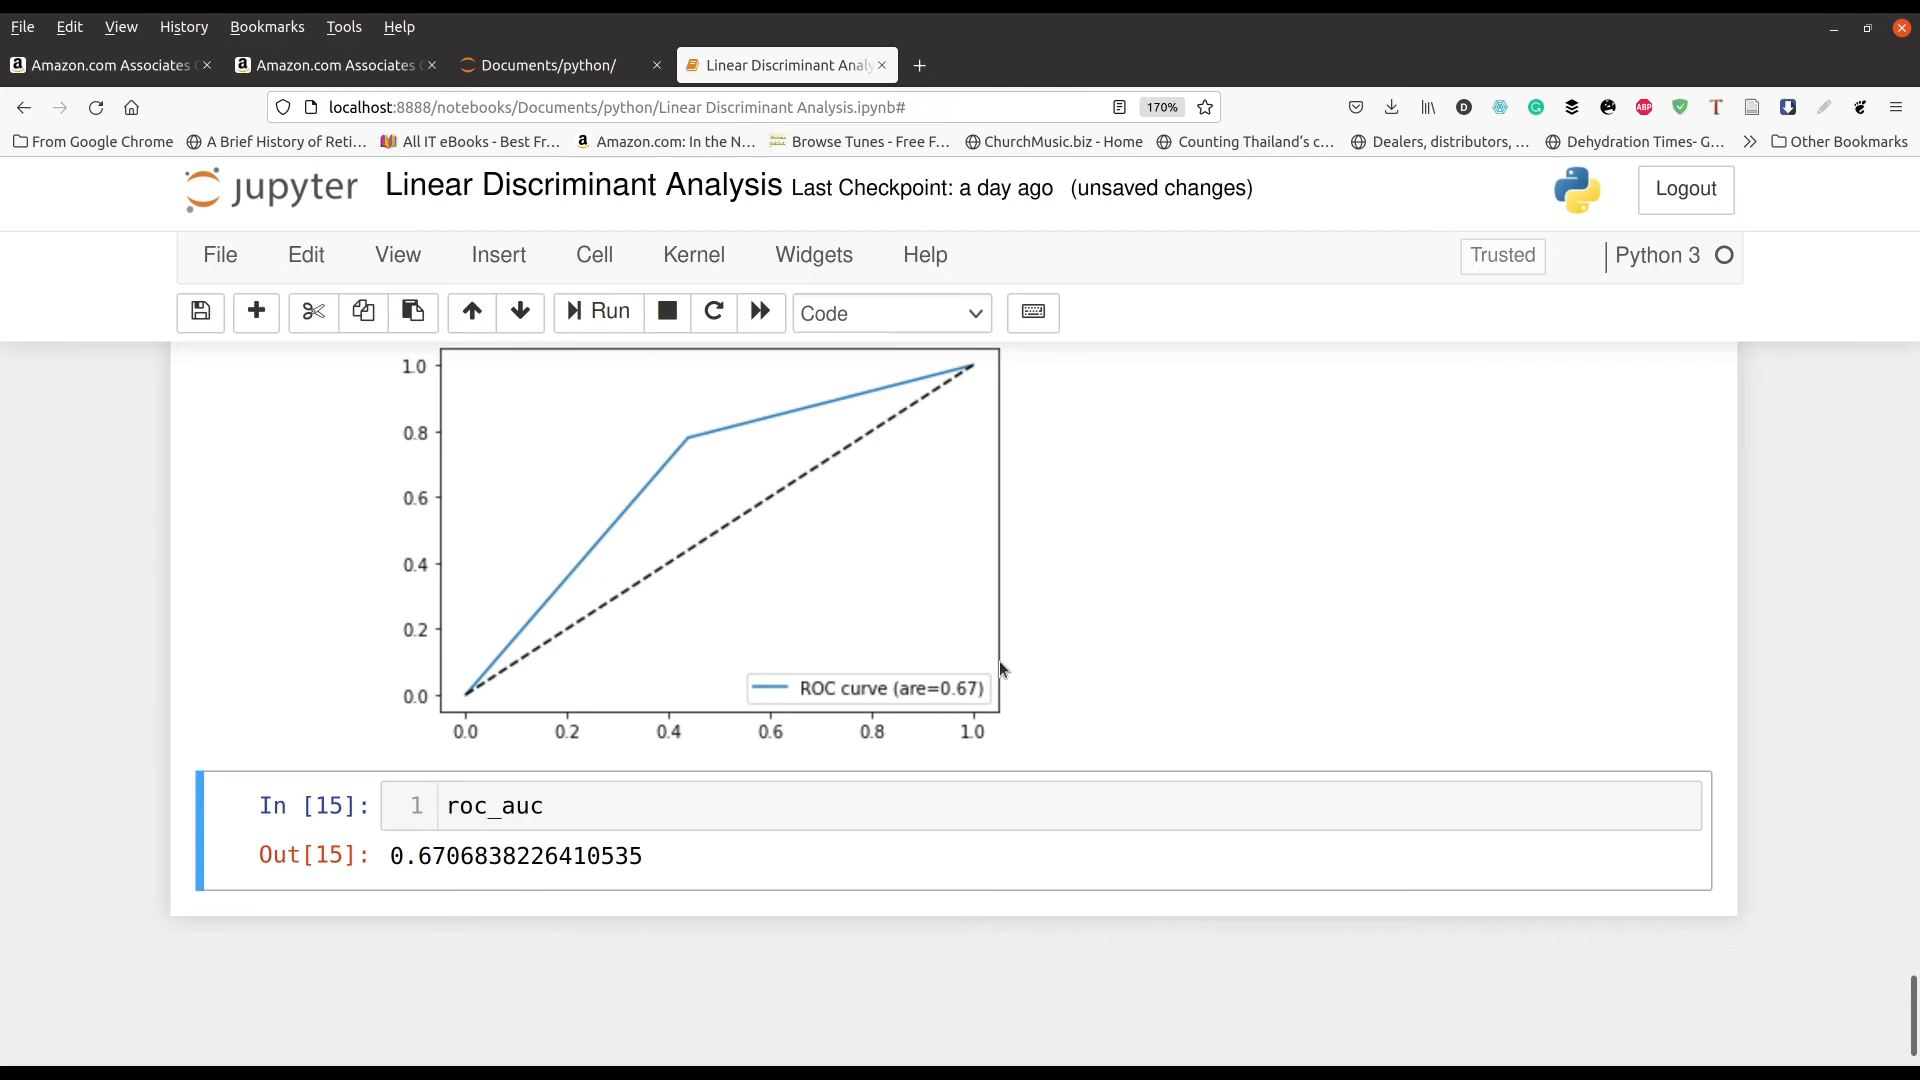 File Edit View History Bookmarks Tools Help
Amazon.com Associates Amazon.com Associates Documents/python/ Linear Discriminant Analy
localhost:8888/notebooks/Documents/python/Linear Discriminant Analysis.ipynb# 170%
From Google Chrome A Brief History of Reti... All IT eBooks - Best Fr... Amazon.com: In the N... Browse Tunes - Free F... ChurchMusic.biz - Home Counting Thailand's c... Dealers, distributors, ... Dehydration Times- G... Other Bookmarks
jupyter Linear Discriminant Analysis Last Checkpoint: a day ago (unsaved changes) Logout
File Edit View Insert Cell Kernel Widgets Help Trusted Python 3
Run Code
1.0
0.8
0.6
0.4
0.2
0.0
ROC curve (are=0.67)
0.0 0.2 0.4 0.6 0.8 1.0
In [15]: 1 roc_auc
Out[15]: 0.6706838226410535